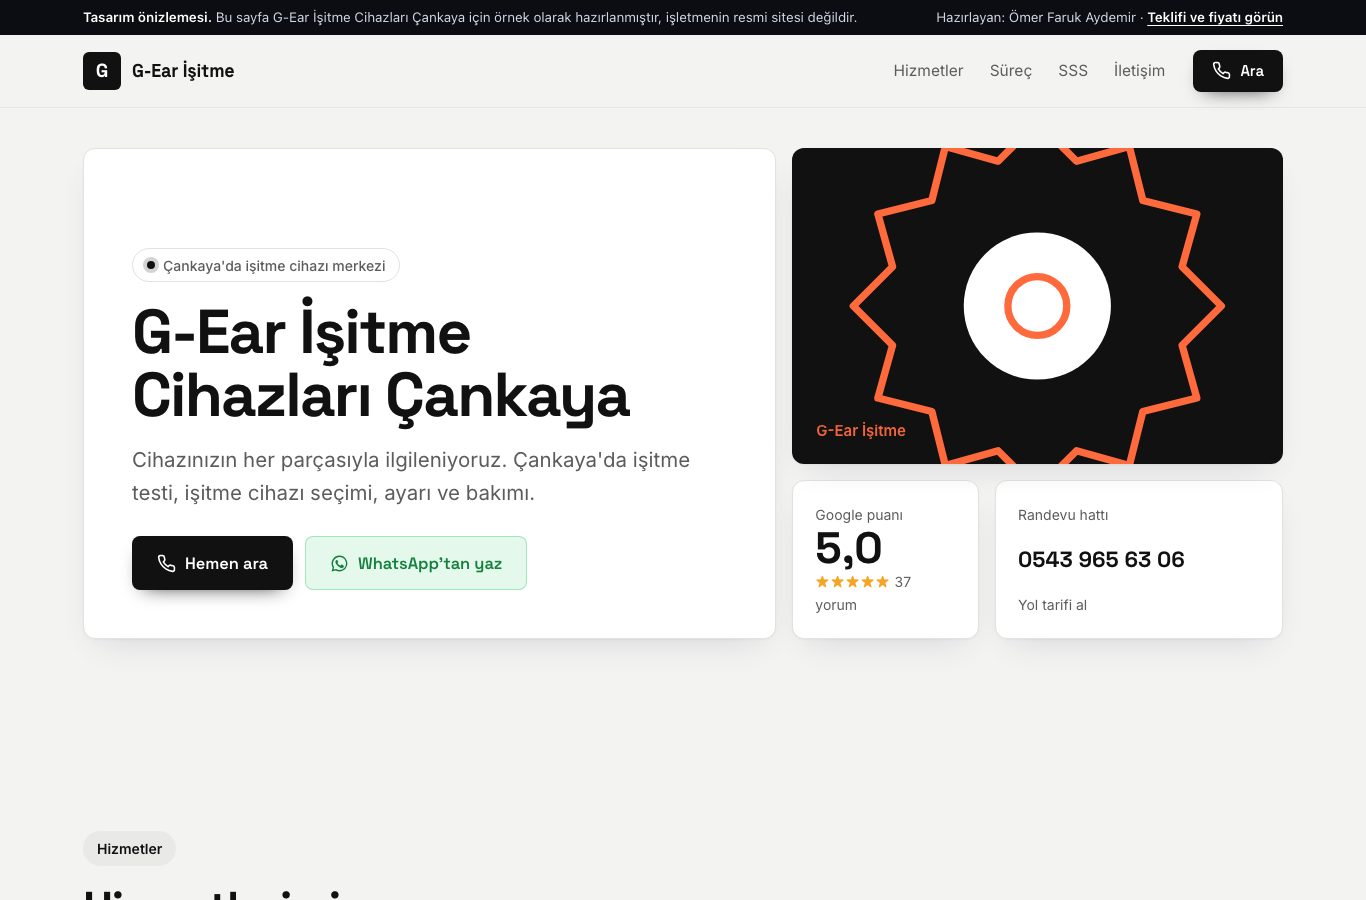 Tasarım önizlemesi. Bu sayfa G-Ear İşitme Cihazları Çankaya için örnek olarak hazırlanmıştır, işletmenin resmi sitesi değildir.
Hazırlayan: Ömer Faruk Aydemir · Teklifi ve fiyatı görün
G
G-Ear İşitme
Hizmetler
Süreç
SSS
İletişim
Ara
Çankaya'da işitme cihazı merkezi
G-Ear İşitme
Cihazları Çankaya
Cihazınızın her parçasıyla ilgileniyoruz. Çankaya'da işitme
testi, işitme cihazı seçimi, ayarı ve bakımı.
Hemen ara
WhatsApp’tan yaz
G-Ear İşitme
Google puanı
5,0
★★★★★ 37
yorum
Randevu hattı
0543 965 63 06
Yol tarifi al
Hizmetler